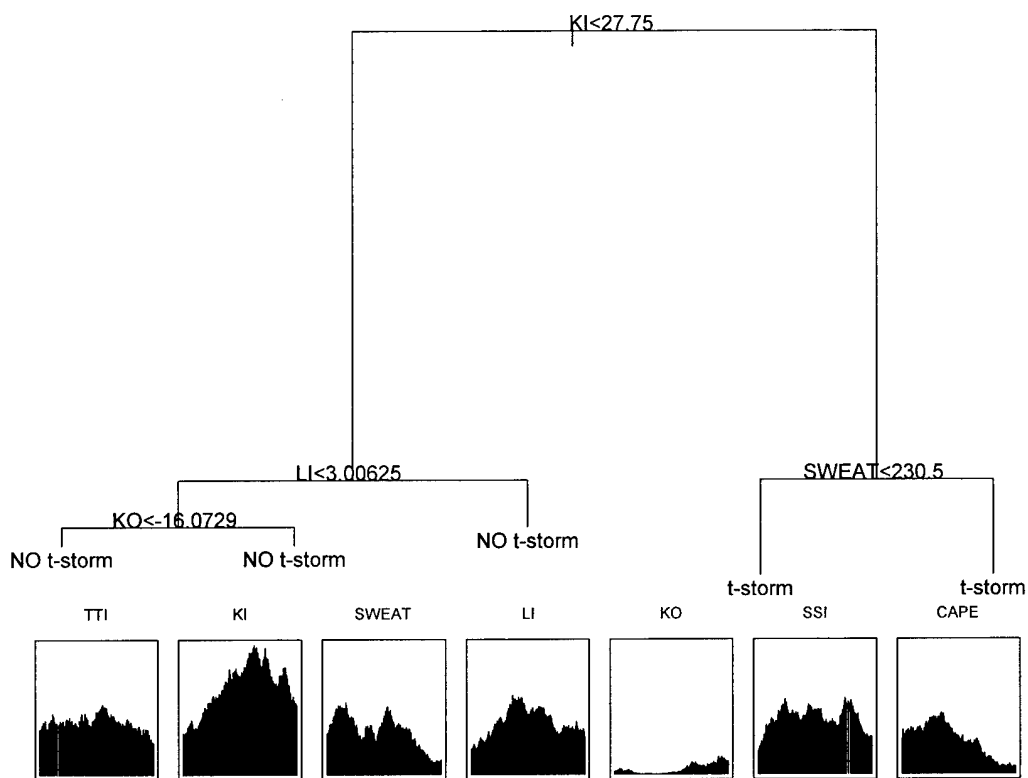 KI<27.75
LI<3.00625
SWEAT<230.5
KO<-16.0729
NO t-storm
NO t-storm
NO t-storm
t-storm
t-storm
TTI
KI
SWEAT
LI
KO
SSI
CAPE